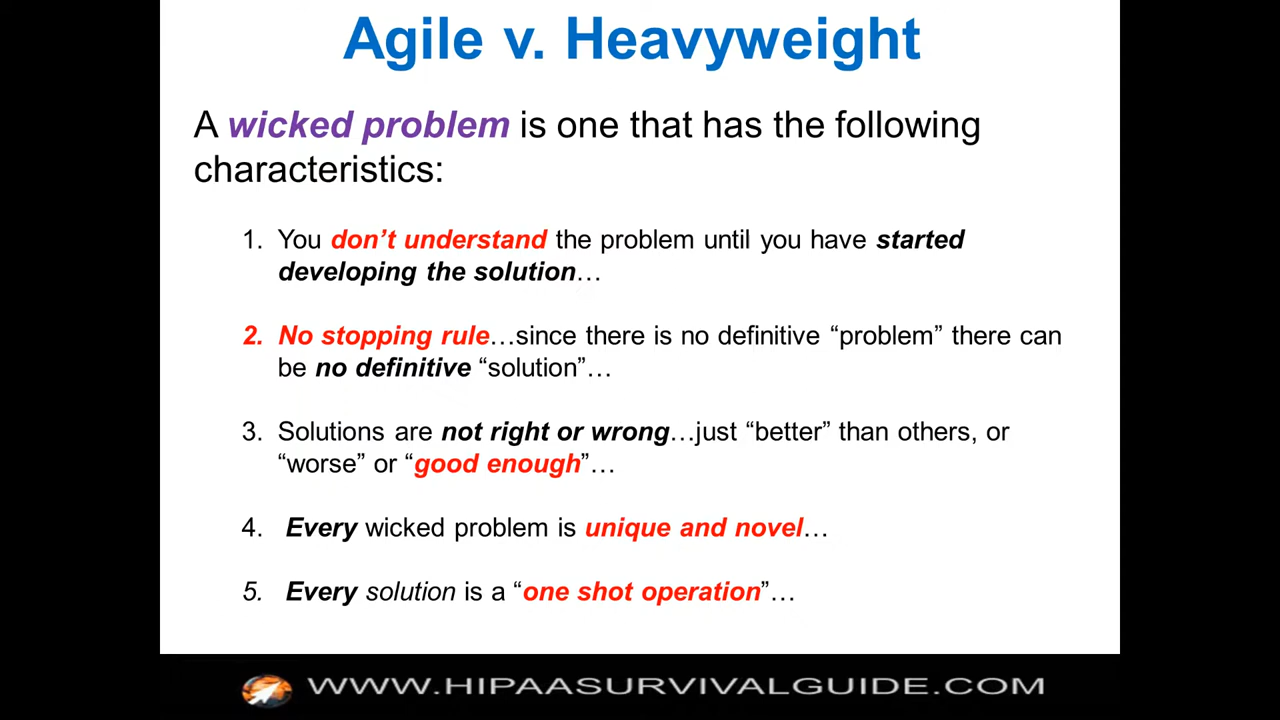 Agile v. Heavyweight
A wicked problem is one that has the following
characteristics:
1. You don’t understand the problem until you have started
developing the solution…
2. No stopping rule…since there is no definitive “problem” there can
be no definitive “solution”…
3. Solutions are not right or wrong…just “better” than others, or
“worse” or “good enough”…
4. Every wicked problem is unique and novel…
5. Every solution is a “one shot operation”…
WWW.HIPAASURVIVALGUIDE.COM